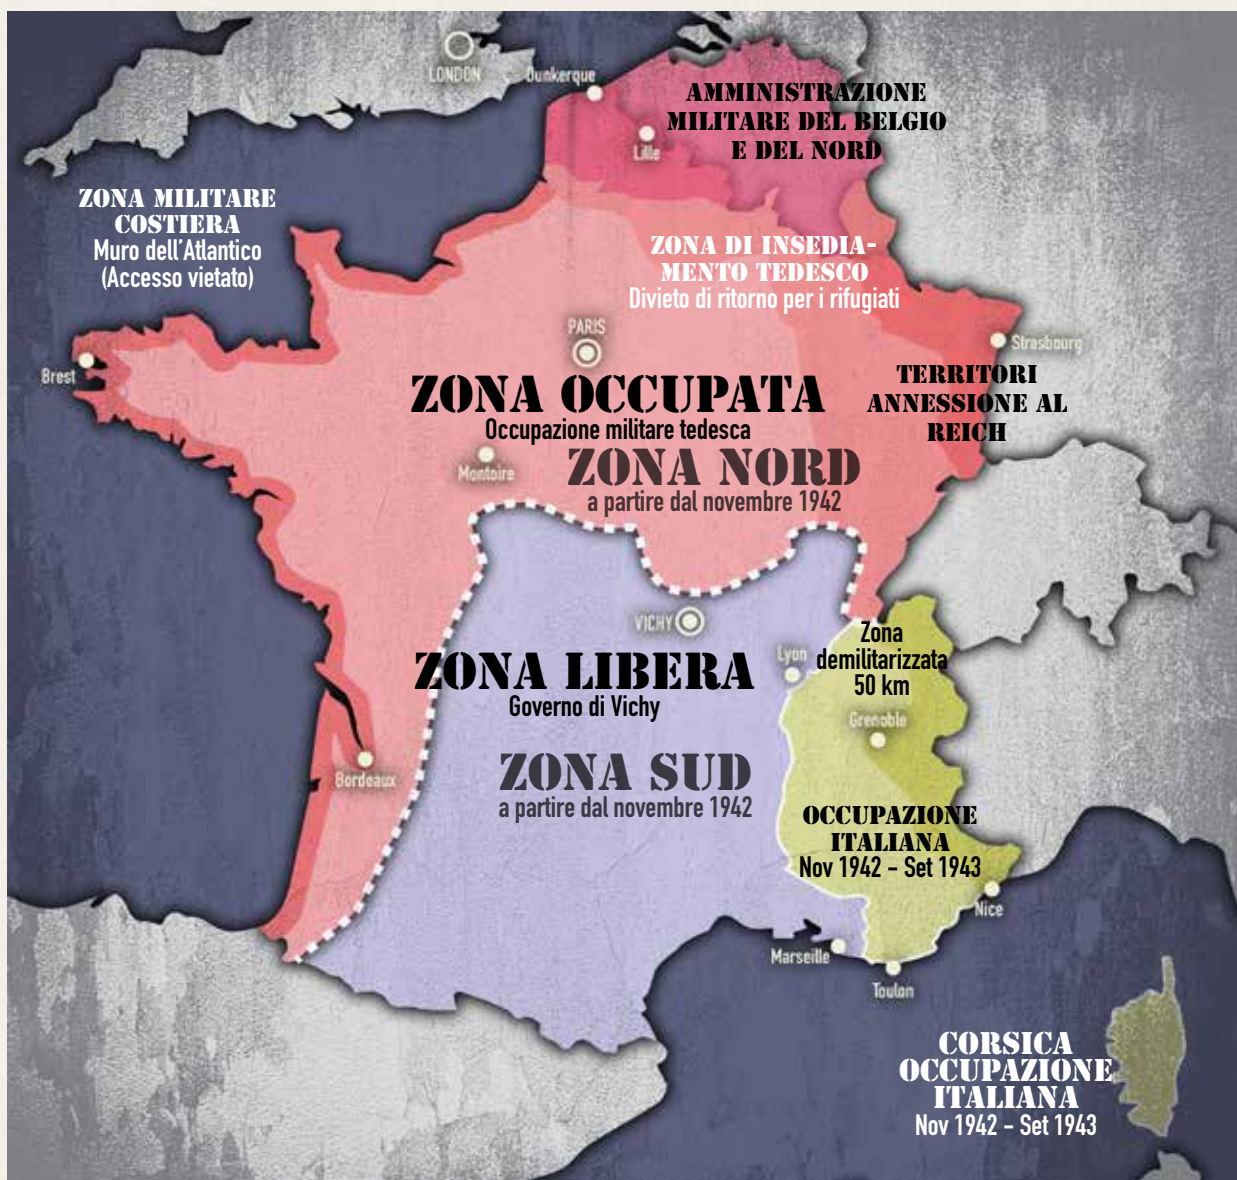 LONDON
Dunkerque
AMMINISTRAZIONE
MILITARE DEL BELGIO
E DEL NORD
Lille
ZONA MILITARE
COSTIERA
Muro dell'Atlantico
(Accesso vietato)
ZONA DI INSEDIA-
MENTO TEDESCO
Divieto di ritorno per i rifugiati
PARIS
Strasbourg
Brest
ZONA OCCUPATA
Occupazione militare tedesca
TERRITORI
ANNESSIONE AL
REICH
Montoire
ZONA NORD
a partire dal novembre 1942
VICHY
ZONA LIBERA
Governo di Vichy
Lyon
Zona
demilitarizzata
50 km
Grenoble
Bordeaux
ZONA SUD
a partire dal novembre 1942
OCCUPAZIONE
ITALIANA
Nov 1942 - Set 1943
Nice
Marseille
Toulon
CORSICA
OCCUPAZIONE
ITALIANA
Nov 1942 - Set 1943